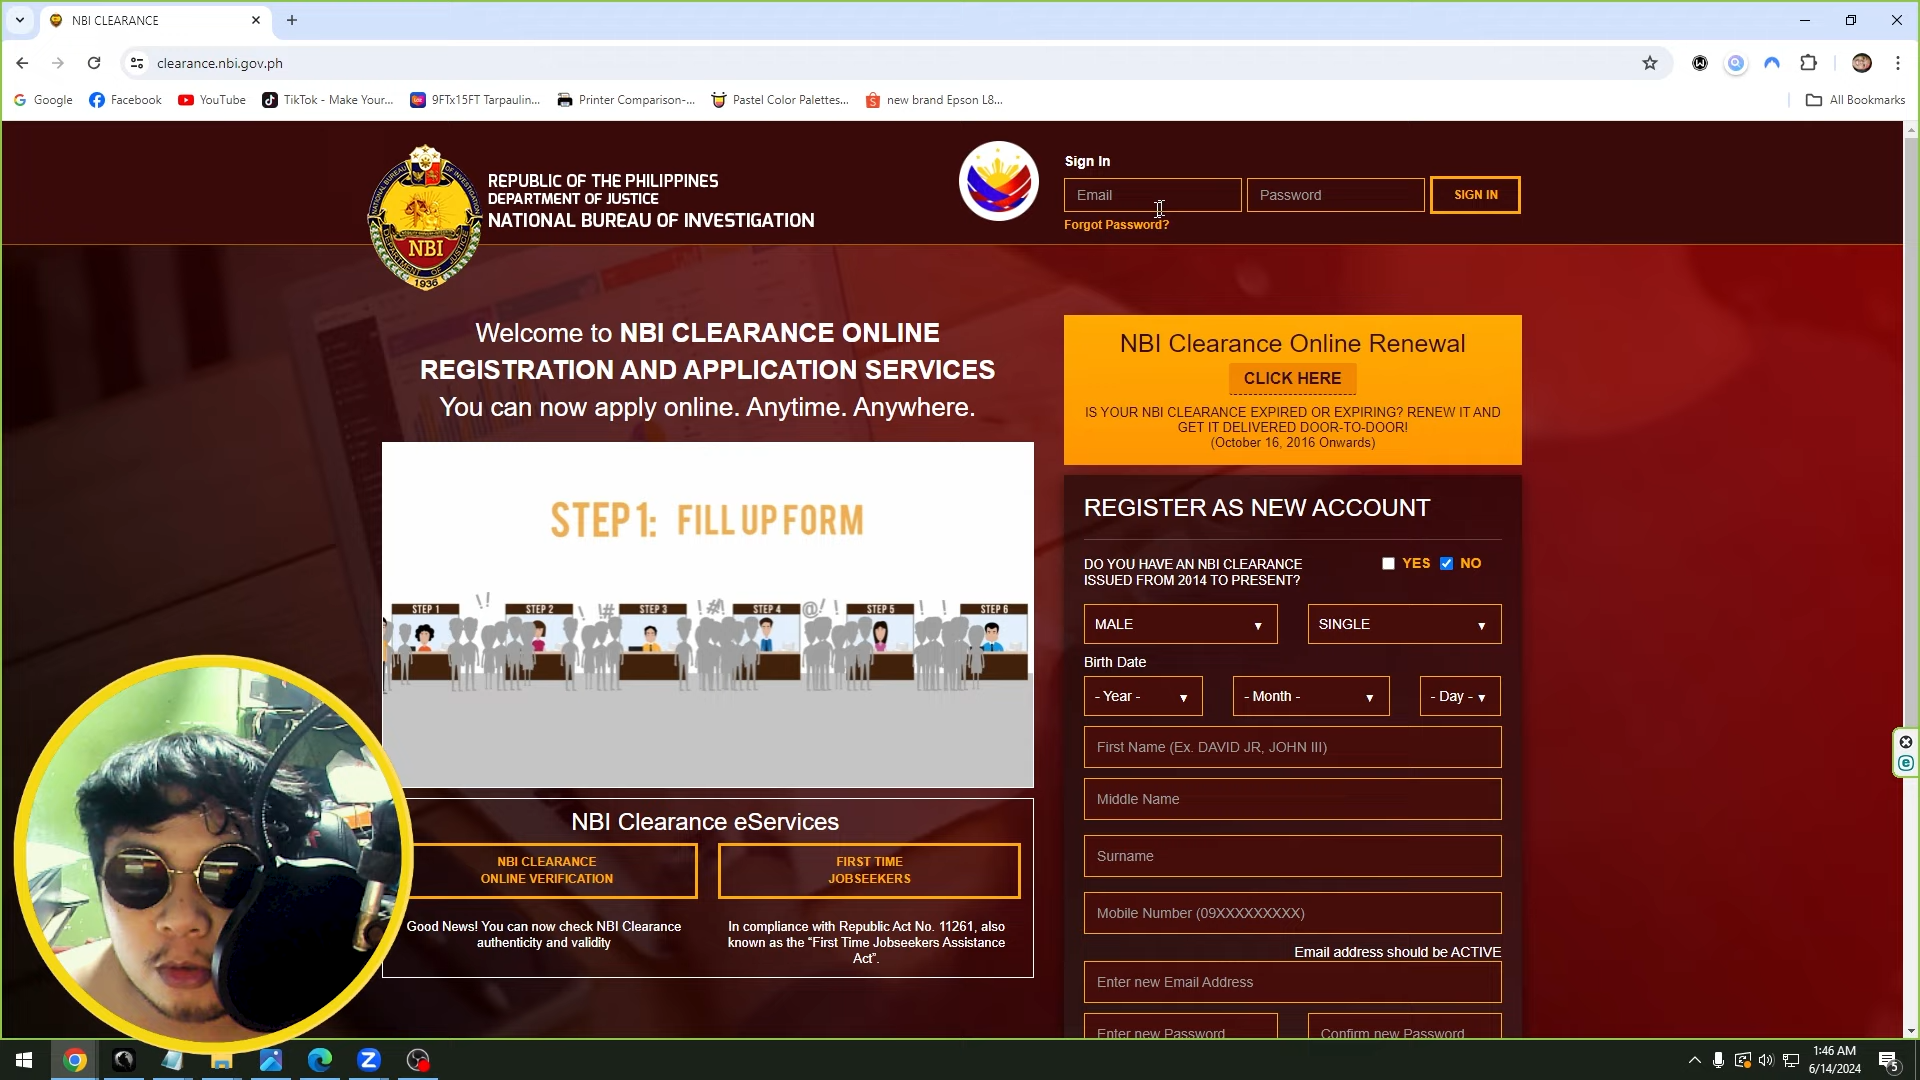 NBI CLEARANCE
clearance.nbi.gov.ph
Google
Facebook
YouTube
TikTok - Make Your...
9FTx15FT Tarpaulin...
Printer Comparison-...
Pastel Color Palettes...
new brand Epson L8...
All Bookmarks
REPUBLIC OF THE PHILIPPINES
DEPARTMENT OF JUSTICE
NATIONAL BUREAU OF INVESTIGATION
NBI
1936
Sign In
Email
Password
SIGN IN
Forgot Password?
Welcome to NBI CLEARANCE ONLINE
REGISTRATION AND APPLICATION SERVICES
You can now apply online. Anytime. Anywhere.
STEP 1: FILL UP FORM
STEP 1
STEP 2
STEP 3
STEP 4
STEP 5
STEP 6
NBI Clearance eServices
NBI CLEARANCE
ONLINE VERIFICATION
Good News! You can now check NBI Clearance
authenticity and validity
FIRST TIME
JOBSEEKERS
In compliance with Republic Act No. 11261, also
known as the “First Time Jobseekers Assistance
Act”.
NBI Clearance Online Renewal
CLICK HERE
IS YOUR NBI CLEARANCE EXPIRED OR EXPIRING? RENEW IT AND
GET IT DELIVERED DOOR-TO-DOOR!
(October 16, 2016 Onwards)
REGISTER AS NEW ACCOUNT
DO YOU HAVE AN NBI CLEARANCE
ISSUED FROM 2014 TO PRESENT?
YES
NO
MALE
SINGLE
Birth Date
- Year -
- Month -
- Day -
First Name (Ex. DAVID JR, JOHN III)
Middle Name
Surname
Mobile Number (09XXXXXXXXX)
Email address should be ACTIVE
Enter new Email Address
Enter new Password
Confirm new Password
1:46 AM
6/14/2024
5